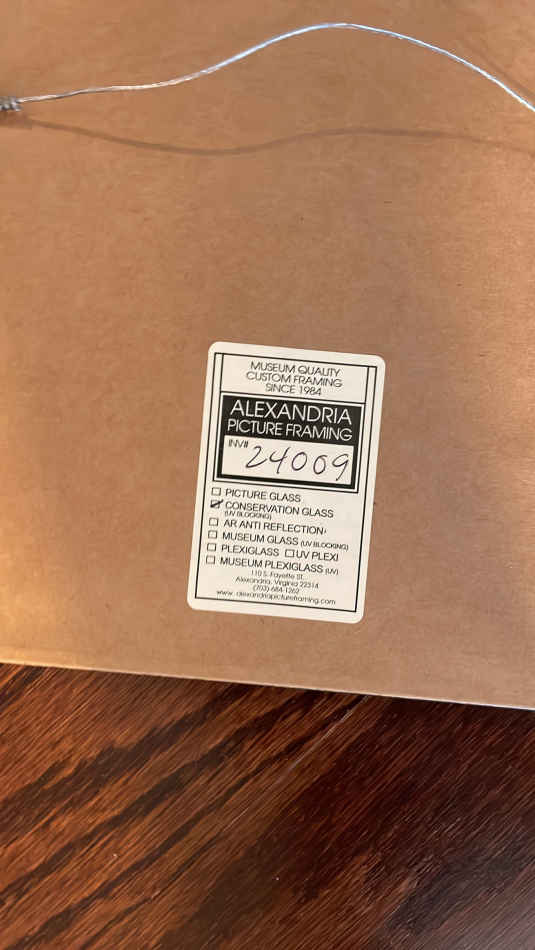 MUSEUM QUALITY
CUSTOM FRAMING
SINCE 1984
ALEXANDRIA
PICTURE FRAMING
INV# 24009
PICTURE GLASS
CONSERVATION GLASS
(UV BLOCKING)
AR ANTI REFLECTION
MUSEUM GLASS (UV BLOCKING)
PLEXIGLASS UV PLEXI
MUSEUM PLEXIGLASS (UV)
110 S. Fayette St.
Alexandria, Virginia 22314
(703) 684-1262
www.alexandriapictureframing.com